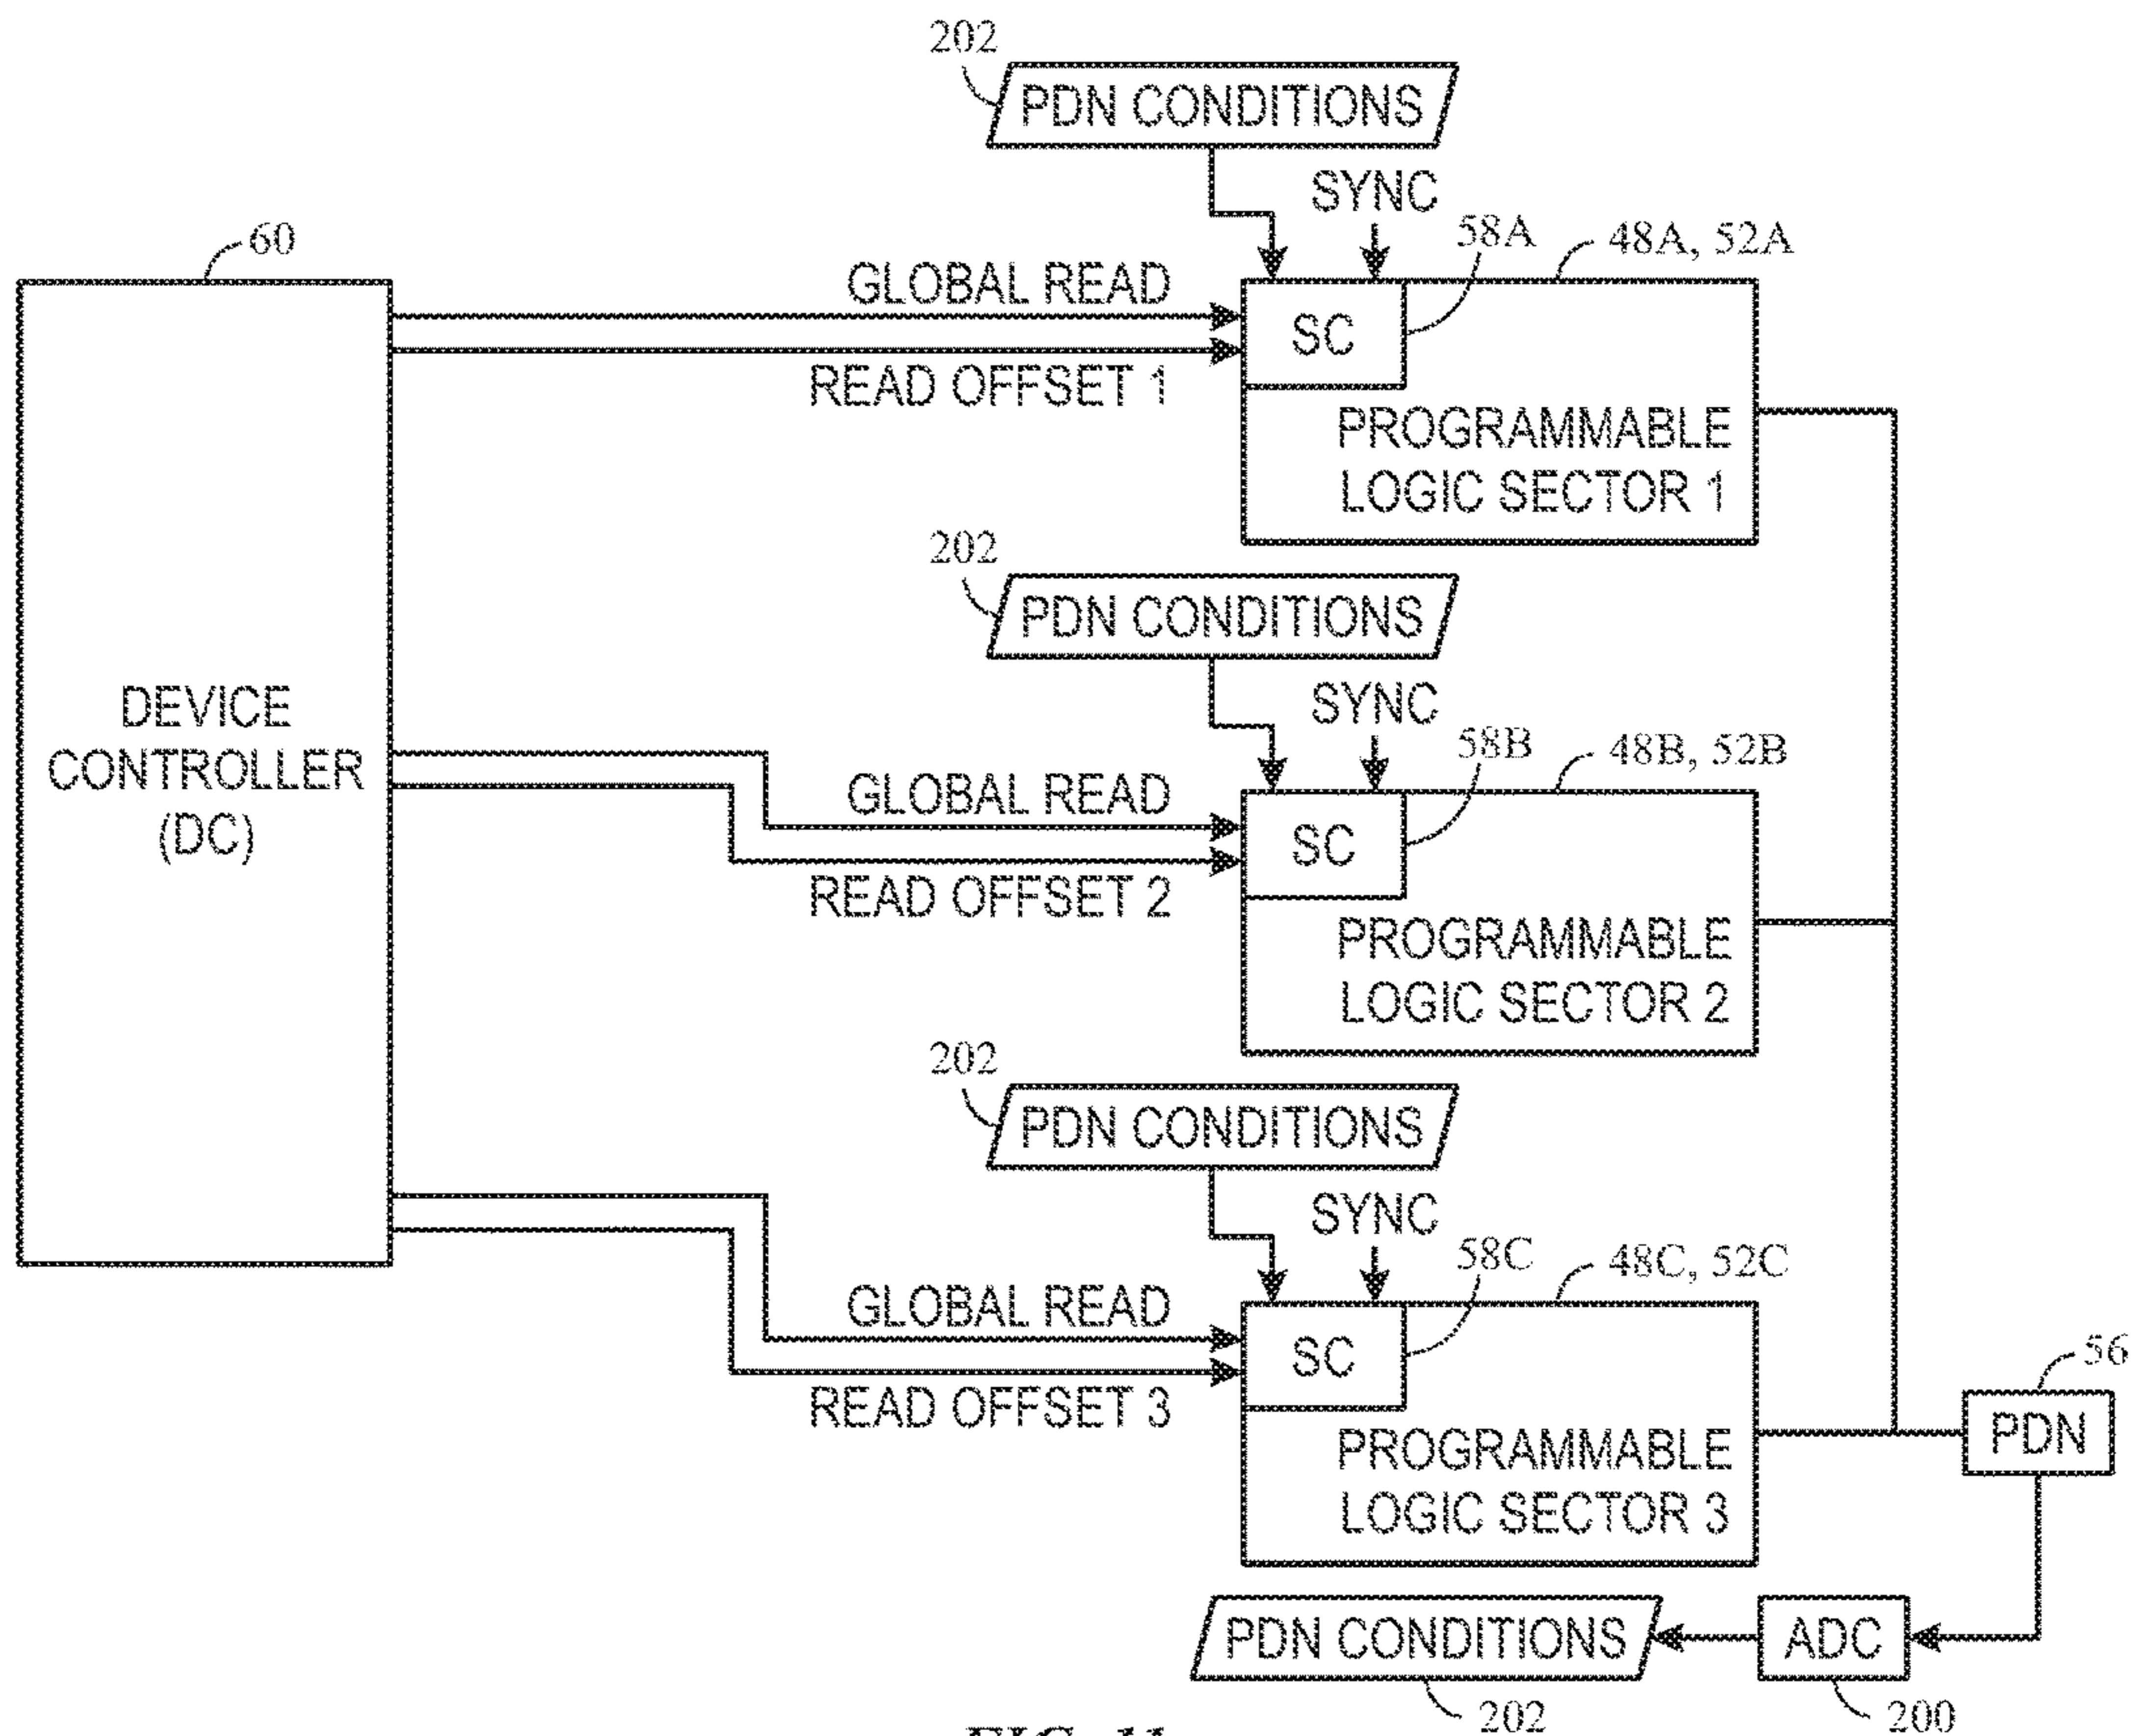 202
PDN CONDITIONS
SYNC
58A
48A, 52A
60
GLOBAL READ
SC
READ OFFSET 1
PROGRAMMABLE
LOGIC SECTOR 1
202
PDN CONDITIONS
SYNC
58B
48B, 52B
DEVICE
CONTROLLER
(DC)
GLOBAL READ
SC
READ OFFSET 2
PROGRAMMABLE
LOGIC SECTOR 2
202
PDN CONDITIONS
SYNC
58C
48C, 52C
GLOBAL READ
SC
READ OFFSET 3
56
PDN
PROGRAMMABLE
LOGIC SECTOR 3
PDN CONDITIONS
ADC
202
200